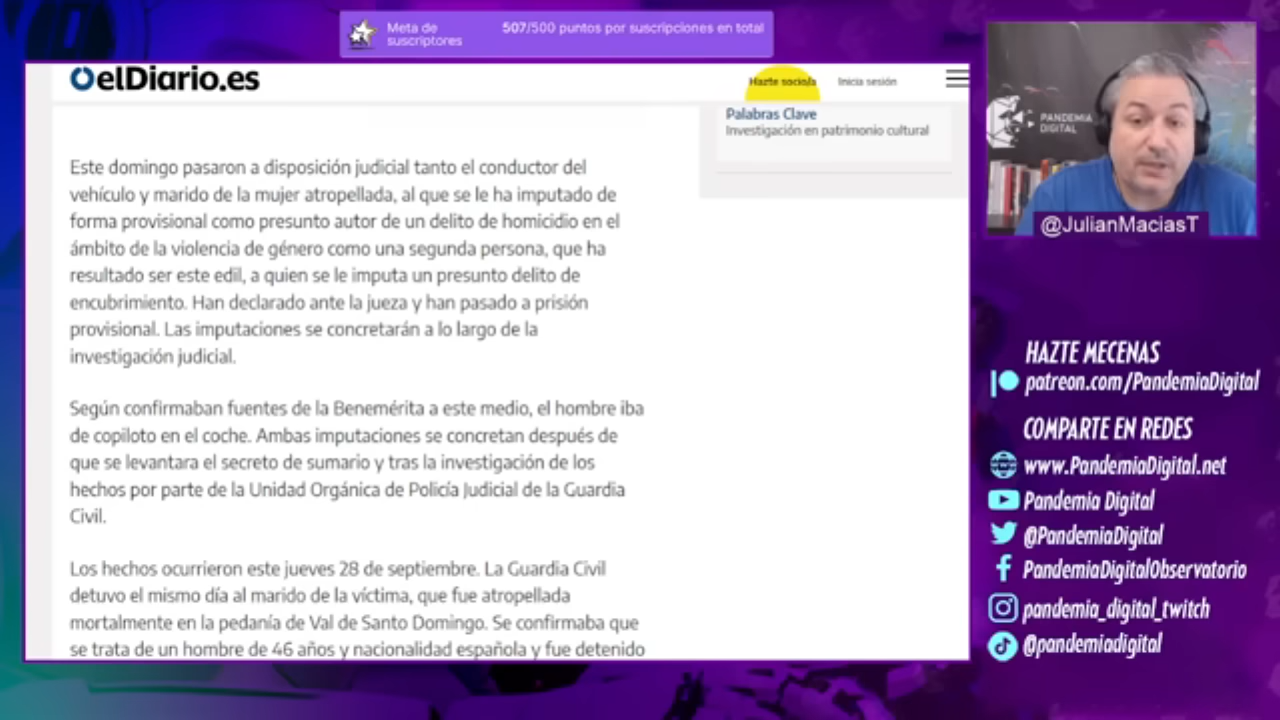 Meta de
suscriptores
507/500 puntos por suscripciones en total
elDiario.es
Hazte socio/a
Inicia sesión
Palabras Clave
Investigación en patrimonio cultural
Este domingo pasaron a disposición judicial tanto el conductor del
vehículo y marido de la mujer atropellada, al que se le ha imputado de
forma provisional como presunto autor de un delito de homicidio en el
ámbito de la violencia de género como una segunda persona, que ha
resultado ser este edil, a quien se le imputa un presunto delito de
encubrimiento. Han declarado ante la jueza y han pasado a prisión
provisional. Las imputaciones se concretarán a lo largo de la
investigación judicial.
Según confirmaban fuentes de la Benemérita a este medio, el hombre iba
de copiloto en el coche. Ambas imputaciones se concretan después de
que se levantara el secreto de sumario y tras la investigación de los
hechos por parte de la Unidad Orgánica de Policía Judicial de la Guardia
Civil.
Los hechos ocurrieron este jueves 28 de septiembre. La Guardia Civil
detuvo el mismo día al marido de la víctima, que fue atropellada
mortalmente en la pedanía de Val de Santo Domingo. Se confirmaba que
se trata de un hombre de 46 años y nacionalidad española y fue detenido
PANDEMIA
DIGITAL
@JulianMaciasT
HAZTE MECENAS
patreon.com/PandemiaDigital
COMPARTE EN REDES
www.PandemiaDigital.net
Pandemia Digital
@PandemiaDigital
PandemiaDigitalObservatorio
pandemia_digital_twitch
@pandemiadigital